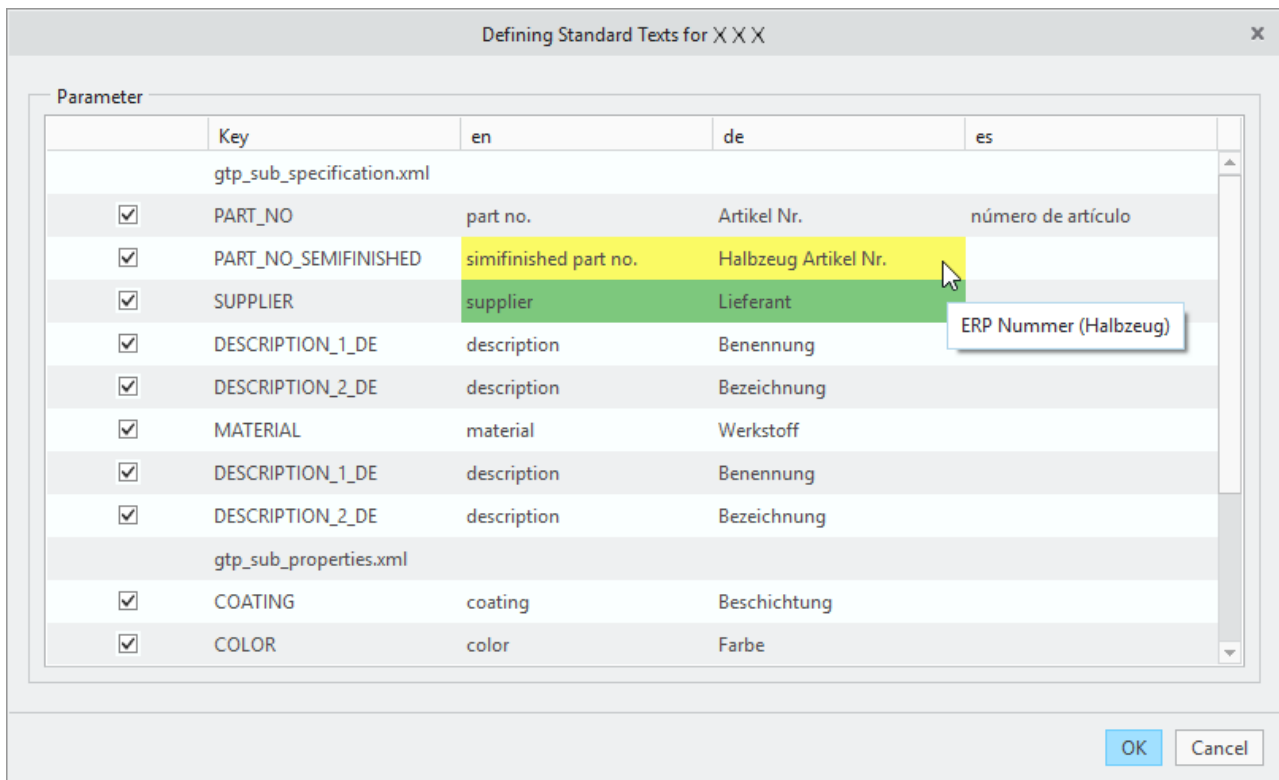 Defining Standard Texts for X X X
Parameter
Key en de es
gtp_sub_specification.xml
PART_NO part no. Artikel Nr. número de artículo
PART_NO_SEMIFINISHED simifinished part no. Halbzeug Artikel Nr.
SUPPLIER supplier Lieferant
ERP Nummer (Halbzeug)
DESCRIPTION_1_DE description Benennung
DESCRIPTION_2_DE description Bezeichnung
MATERIAL material Werkstoff
DESCRIPTION_1_DE description Benennung
DESCRIPTION_2_DE description Bezeichnung
gtp_sub_properties.xml
COATING coating Beschichtung
COLOR color Farbe
OK Cancel